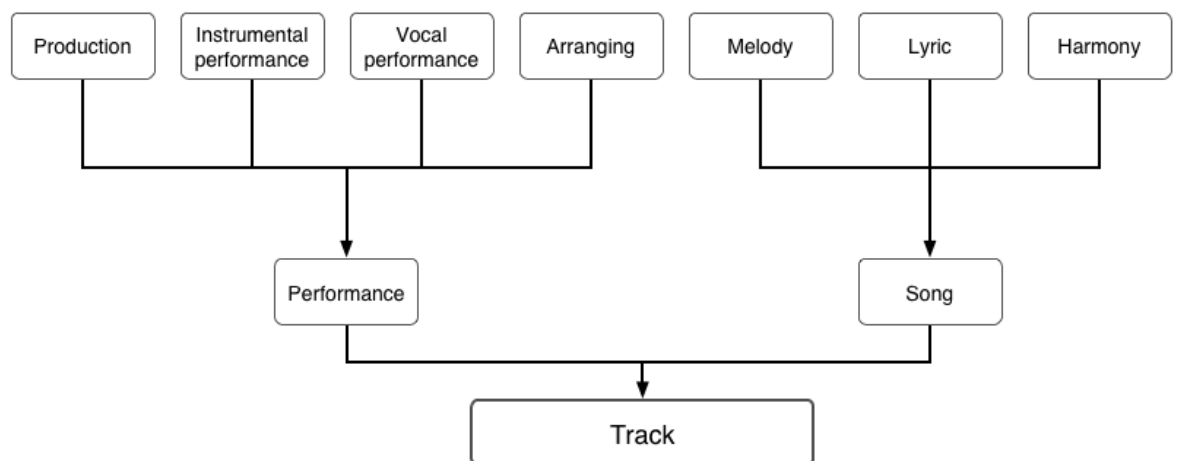 Production
Instrumental
performance
Vocal
performance
Arranging
Melody
Lyric
Harmony
Performance
Song
Track